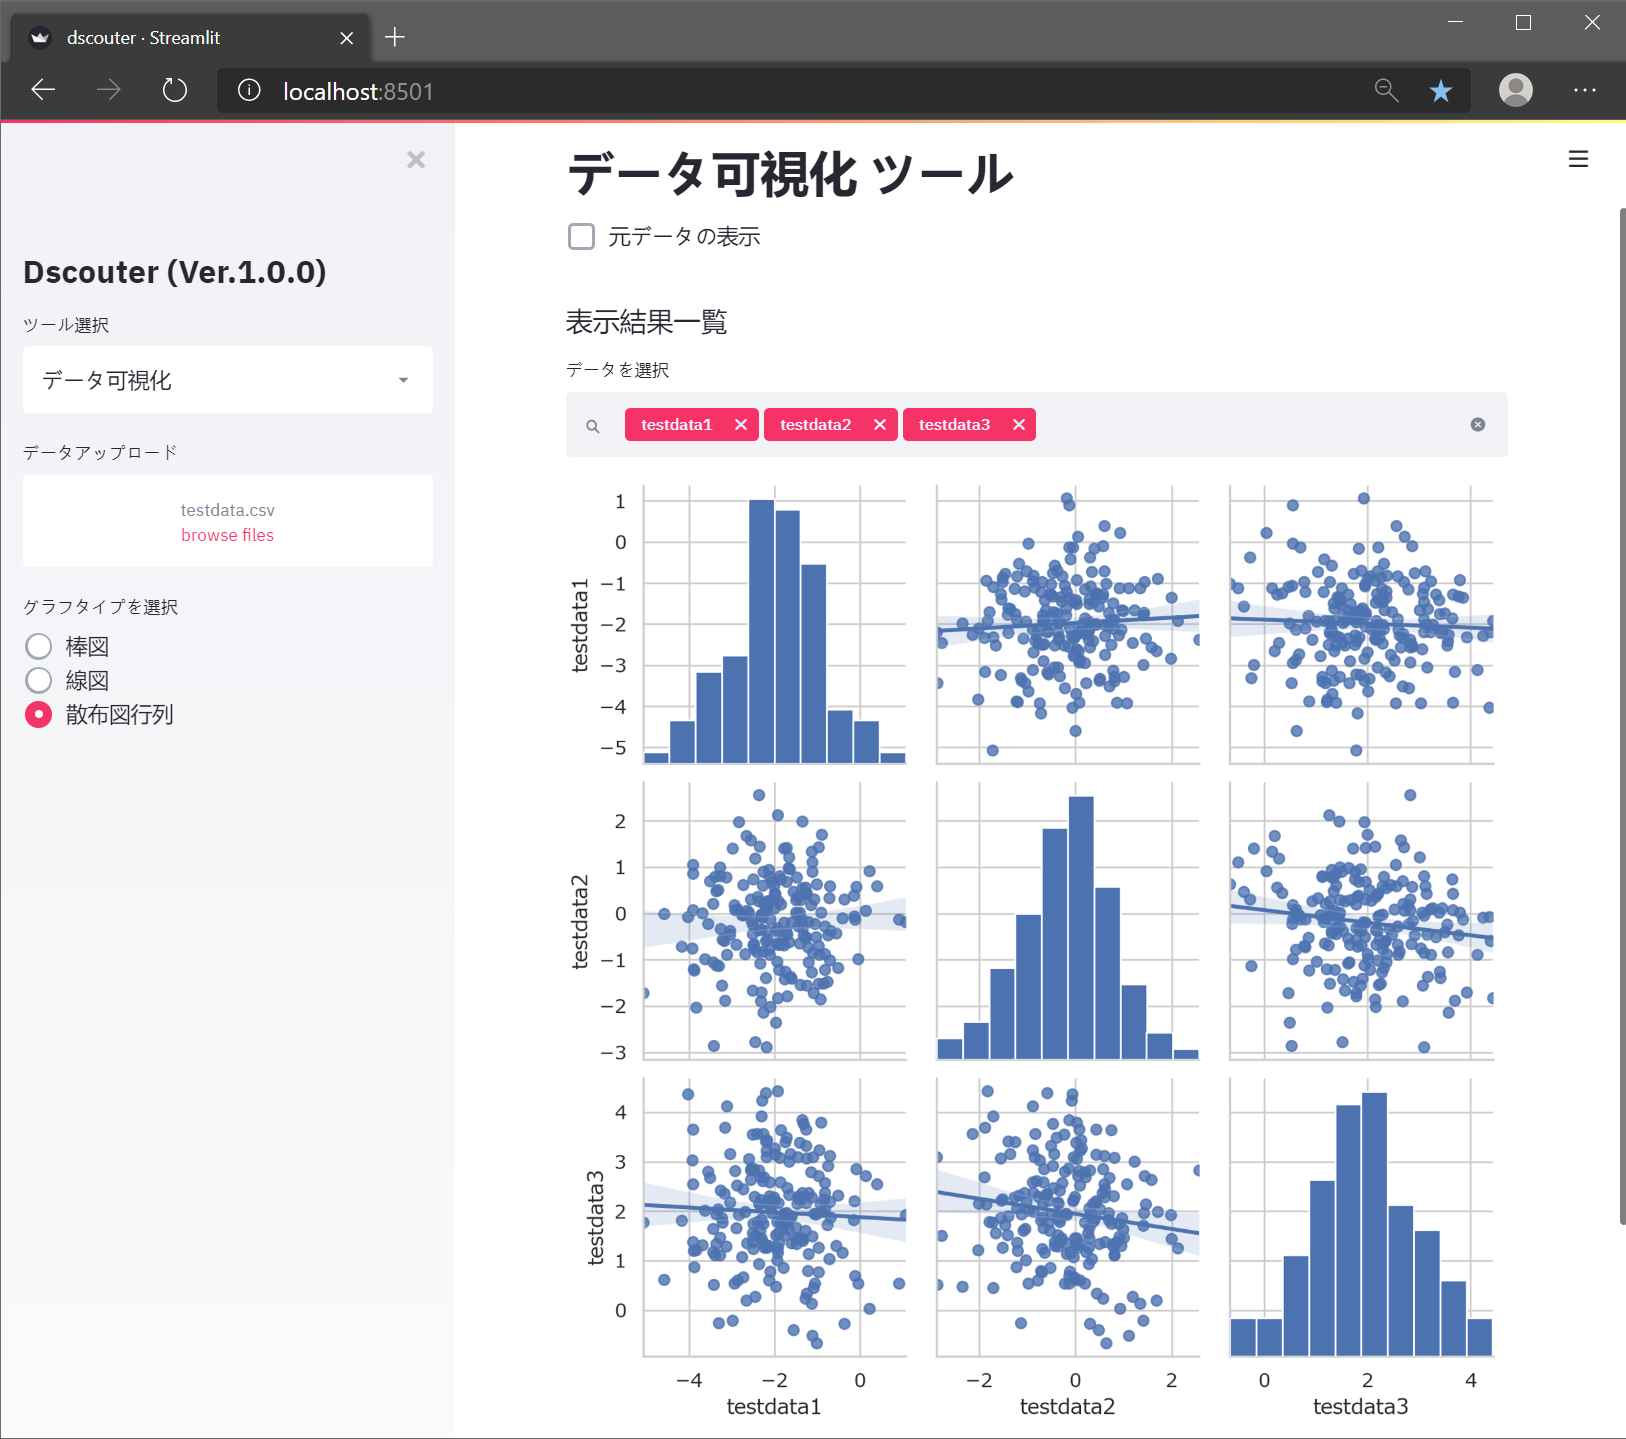 dscouter · Streamlit
localhost:8501
Dscouter (Ver.1.0.0)
ツール選択
データ可視化
データアップロード
testdata.csv
browse files
グラフタイプを選択
棒図
線図
散布図行列
データ可視化 ツール
元データの表示
表示結果一覧
データを選択
testdata1 testdata2 testdata3
testdata1
1
0
−1
−2
−3
−4
−5
testdata2
2
1
0
−1
−2
−3
testdata3
4
3
2
1
0
−4 −2 0 −2 0 2 0 2 4
testdata1 testdata2 testdata3